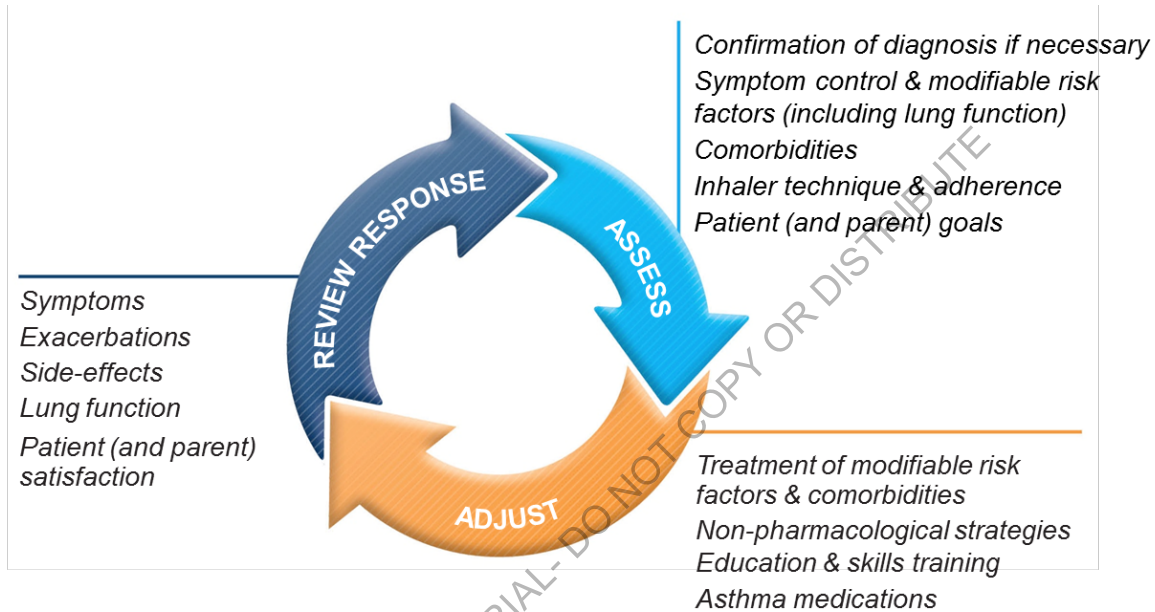 Confirmation of diagnosis if necessary
Symptom control & modifiable risk
factors (including lung function)
Comorbidities
Inhaler technique & adherence
Patient (and parent) goals
REVIEW RESPONSE
ASSESS
ADJUST
Symptoms
Exacerbations
Side-effects
Lung function
Patient (and parent)
satisfaction
Treatment of modifiable risk
factors & comorbidities
Non-pharmacological strategies
Education & skills training
Asthma medications
RIAL- DO NOT COPY OR DISTRIBUTE